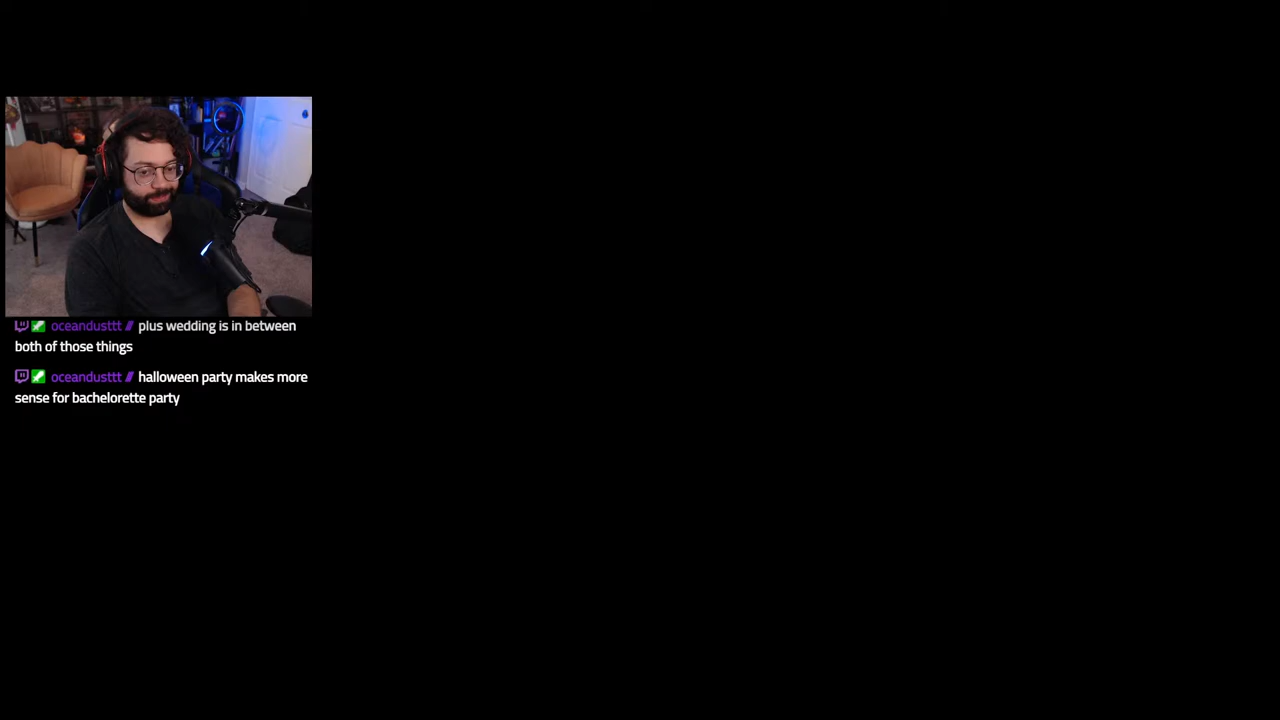 oceandusttt // plus wedding is in between
both of those things
oceandusttt // halloween party makes more
sense for bachelorette party